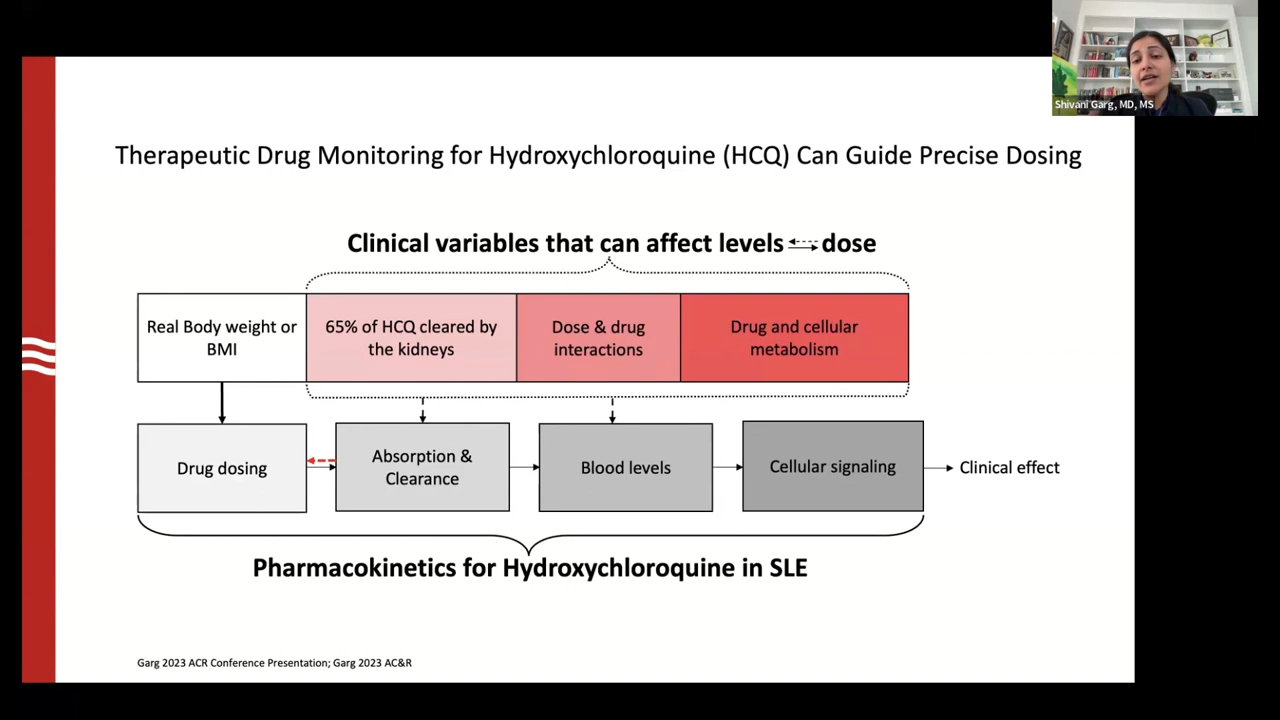 Shivani Garg, MD, MS
Therapeutic Drug Monitoring for Hydroxychloroquine (HCQ) Can Guide Precise Dosing
Clinical variables that can affect levels dose
Real Body weight or
BMI
65% of HCQ cleared by
the kidneys
Dose & drug
interactions
Drug and cellular
metabolism
Drug dosing
Absorption &
Clearance
Blood levels
Cellular signaling
Clinical effect
Pharmacokinetics for Hydroxychloroquine in SLE
Garg 2023 ACR Conference Presentation; Garg 2023 AC&R